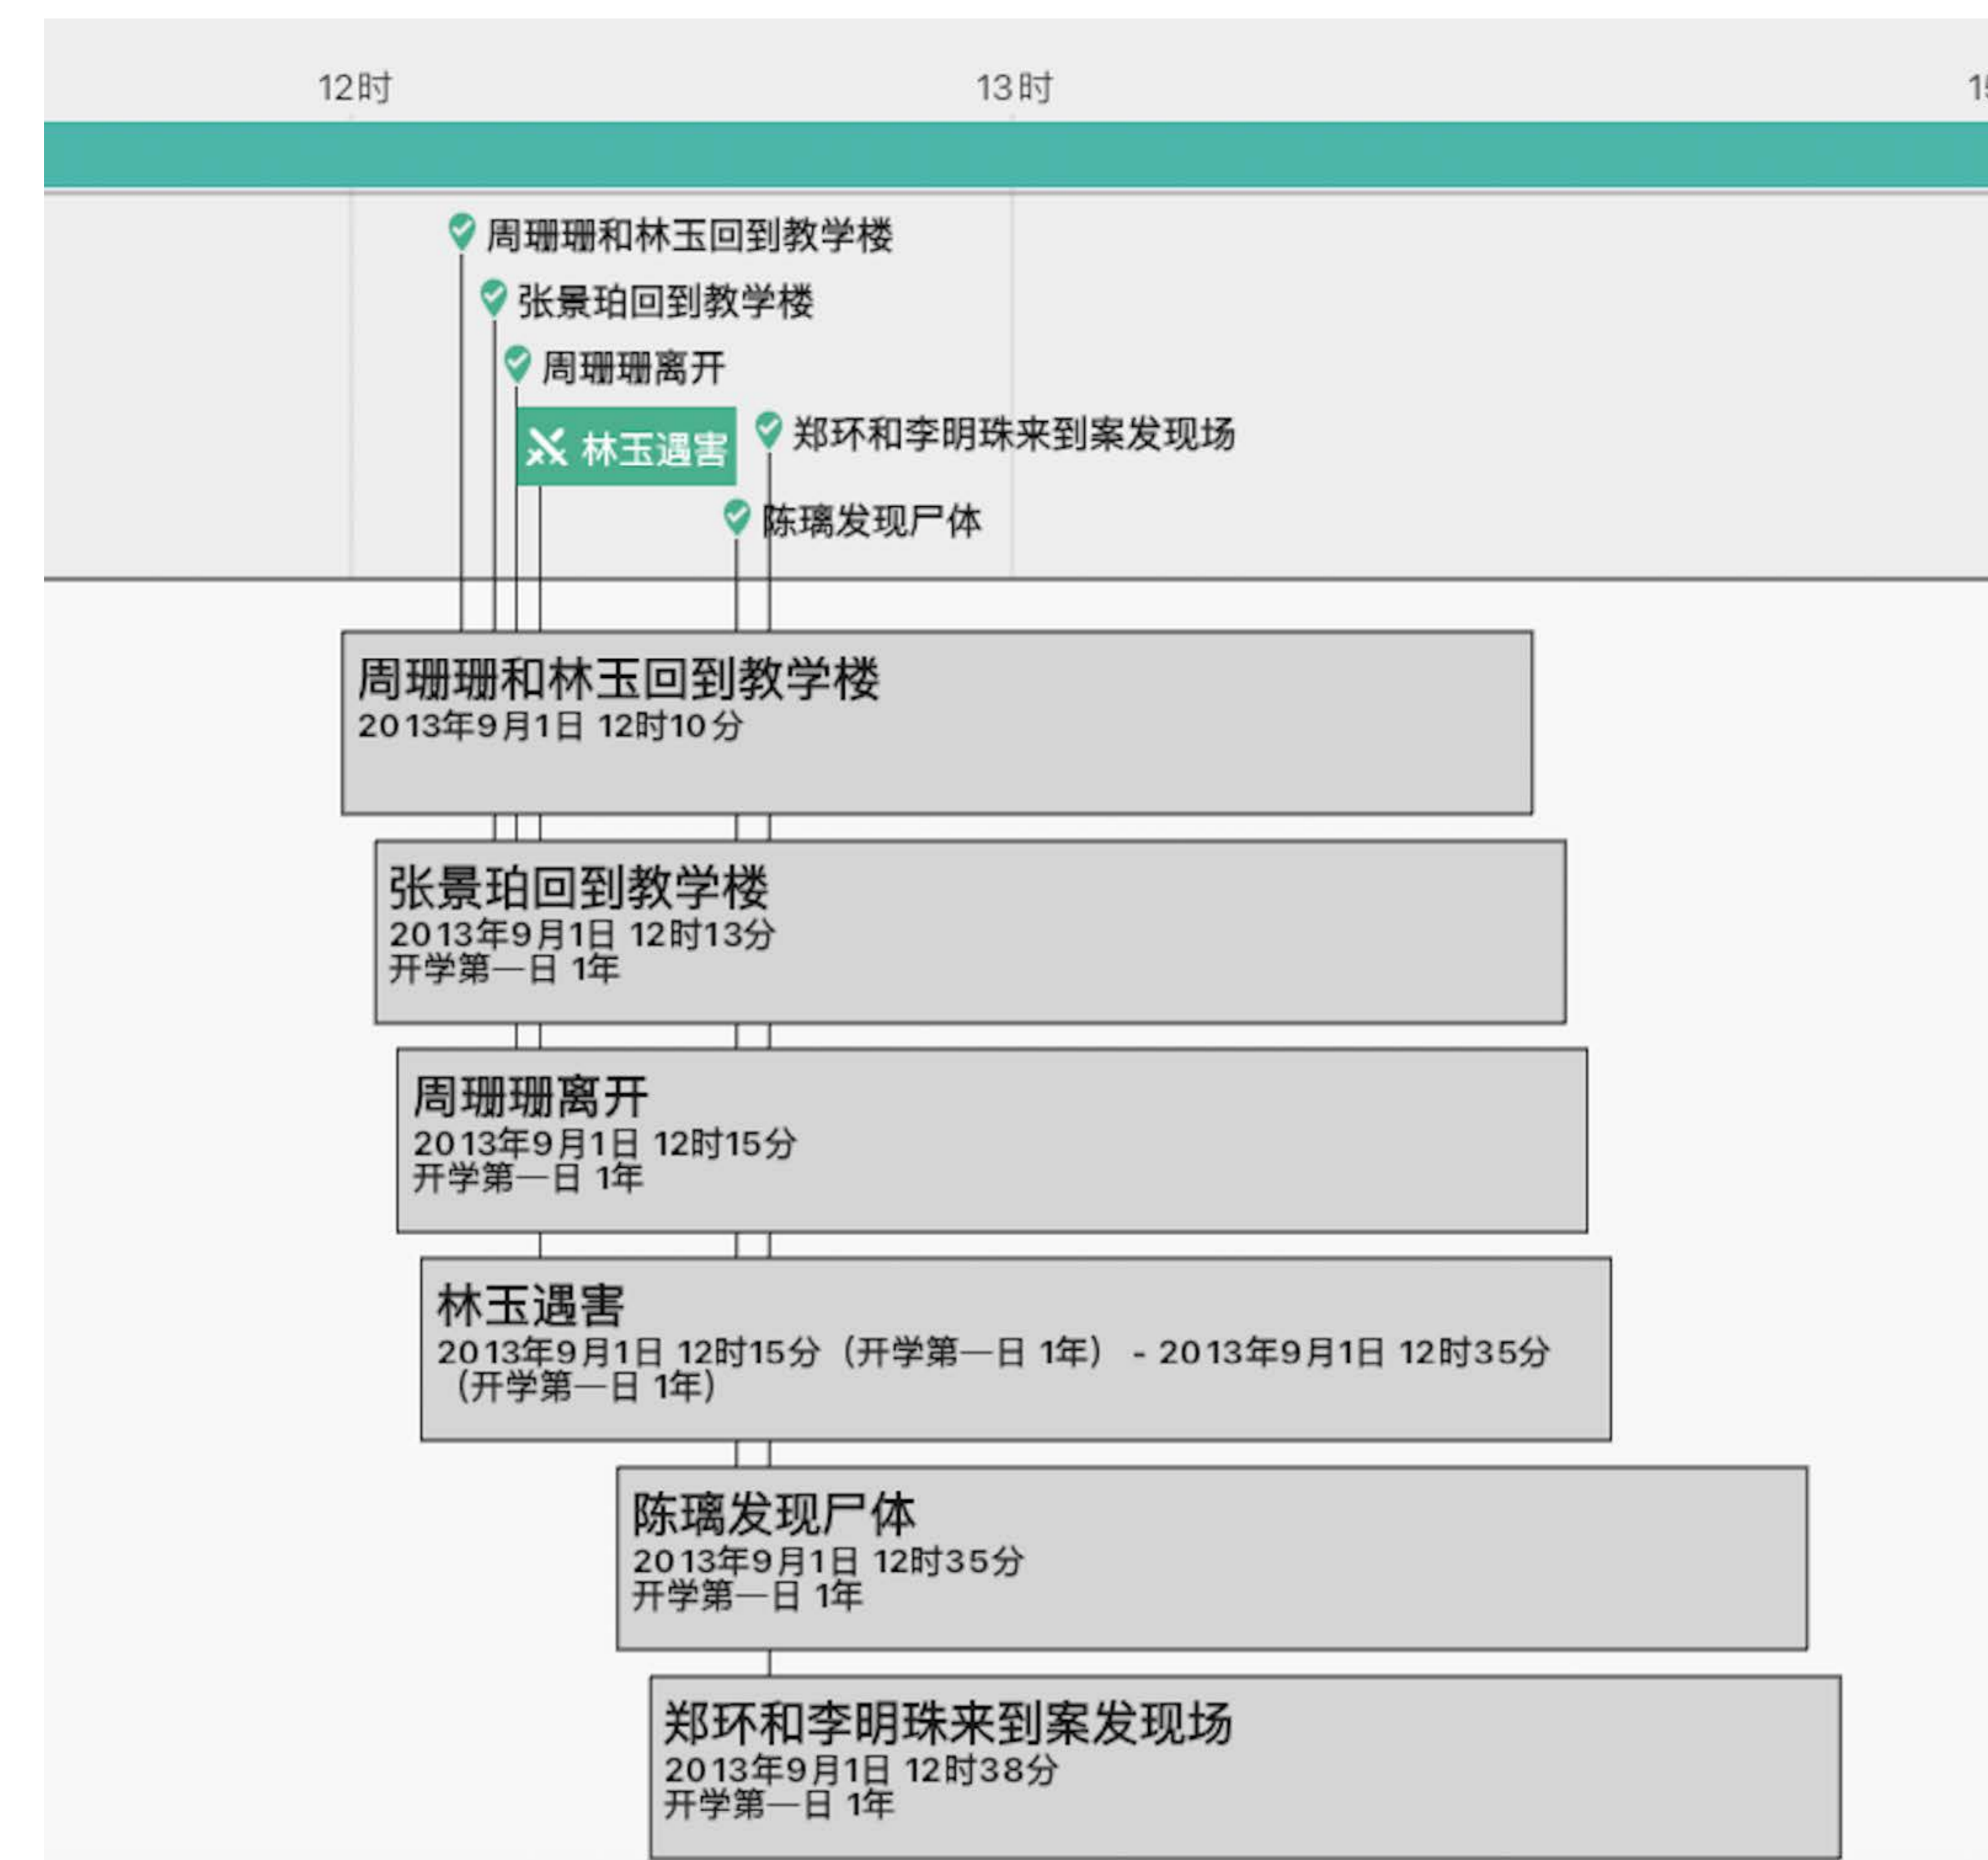 12时
13时
周珊珊和林玉回到教学楼
张景珀回到教学楼
周珊珊离开
林玉遇害
郑环和李明珠来到案发现场
陈璃发现尸体
周珊珊和林玉回到教学楼
2013年9月1日 12时10分
张景珀回到教学楼
2013年9月1日 12时13分
开学第一日 1年
周珊珊离开
2013年9月1日 12时15分
开学第一日 1年
林玉遇害
2013年9月1日 12时15分（开学第一日 1年） - 2013年9月1日 12时35分
（开学第一日 1年）
陈璃发现尸体
2013年9月1日 12时35分
开学第一日 1年
郑环和李明珠来到案发现场
2013年9月1日 12时38分
开学第一日 1年